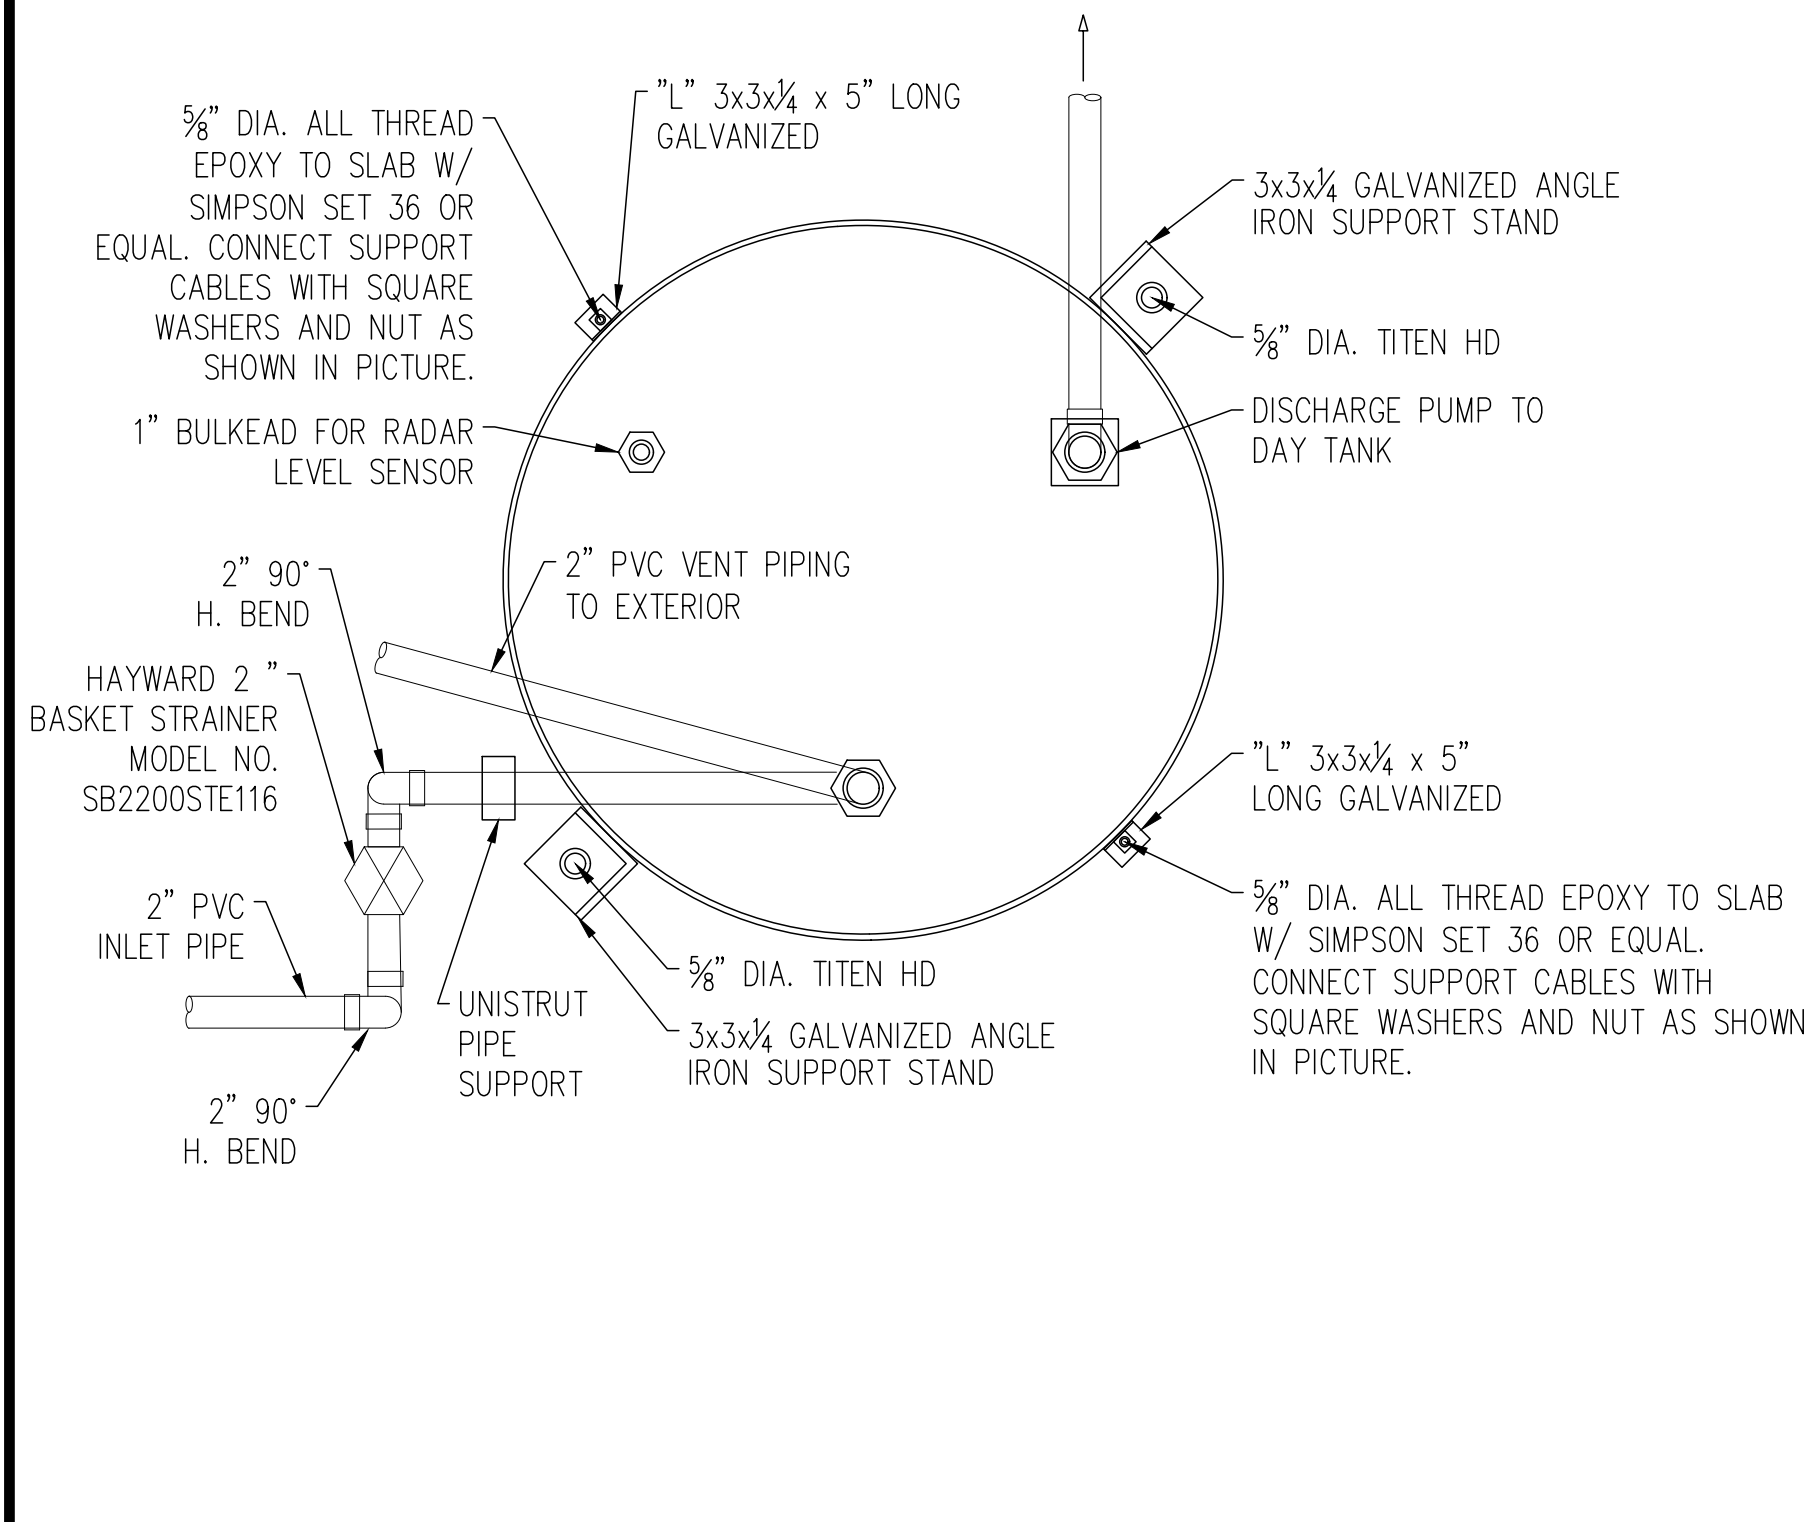 "L" 3x3x¼ x 5” LONG
GALVANIZED
⅝” DIA. ALL THREAD
EPOXY TO SLAB W/
SIMPSON SET 36 OR
EQUAL. CONNECT SUPPORT
CABLES WITH SQUARE
WASHERS AND NUT AS
SHOWN IN PICTURE.
3x3x¼ GALVANIZED ANGLE
IRON SUPPORT STAND
⅝” DIA. TITEN HD
DISCHARGE PUMP TO
DAY TANK
1” BULKEAD FOR RADAR
LEVEL SENSOR
2” PVC VENT PIPING
TO EXTERIOR
2” 90°
H. BEND
HAYWARD 2 ”
BASKET STRAINER
MODEL NO.
SB2200STE116
"L" 3x3x¼ x 5”
LONG GALVANIZED
2” PVC
INLET PIPE
⅝” DIA. ALL THREAD EPOXY TO SLAB
W/ SIMPSON SET 36 OR EQUAL.
CONNECT SUPPORT CABLES WITH
SQUARE WASHERS AND NUT AS SHOWN
IN PICTURE.
⅝” DIA. TITEN HD
UNISTRUT
PIPE
SUPPORT
3x3x¼ GALVANIZED ANGLE
IRON SUPPORT STAND
2” 90°
H. BEND